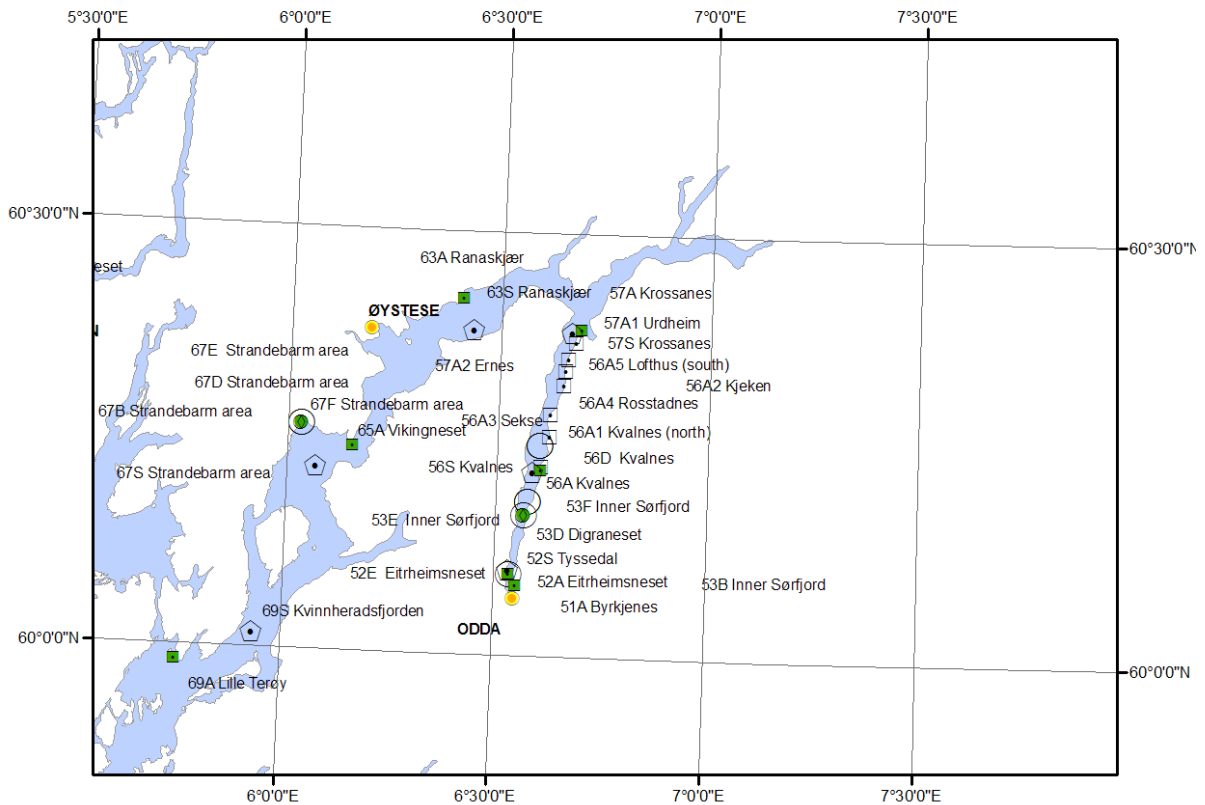 5°30'0"E 6°0'0"E 6°30'0"E 7°0'0"E 7°30'0"E
60°30'0"N
60°30'0"N
63A Ranaskjær
eset
63S Ranaskjær
57A Krossanes
ØYSTESE
57A1 Urdheim
N
57S Krossanes
67E Strandebarm area
57A2 Ernes
56A5 Lofthus (south)
67D Strandebarm area
56A2 Kjeken
67B Strandebarm area
67F Strandebarm area
56A4 Rosstadnes
65A Vikingneset
56A3 Sekse
56A1 Kvalnes (north)
56D Kvalnes
67S Strandebarm area
56S Kvalnes
56A Kvalnes
53F Inner Sørfjord
53E Inner Sørfjord
53D Digraneset
52S Tyssedal
52E Eitrheimsneset
52A Eitrheimsneset
53B Inner Sørfjord
51A Byrkjenes
69S Kvinnheradsfjorden
ODDA
60°0'0"N
60°0'0"N
69A Lille Terøy
6°0'0"E 6°30'0"E 7°0'0"E 7°30'0"E